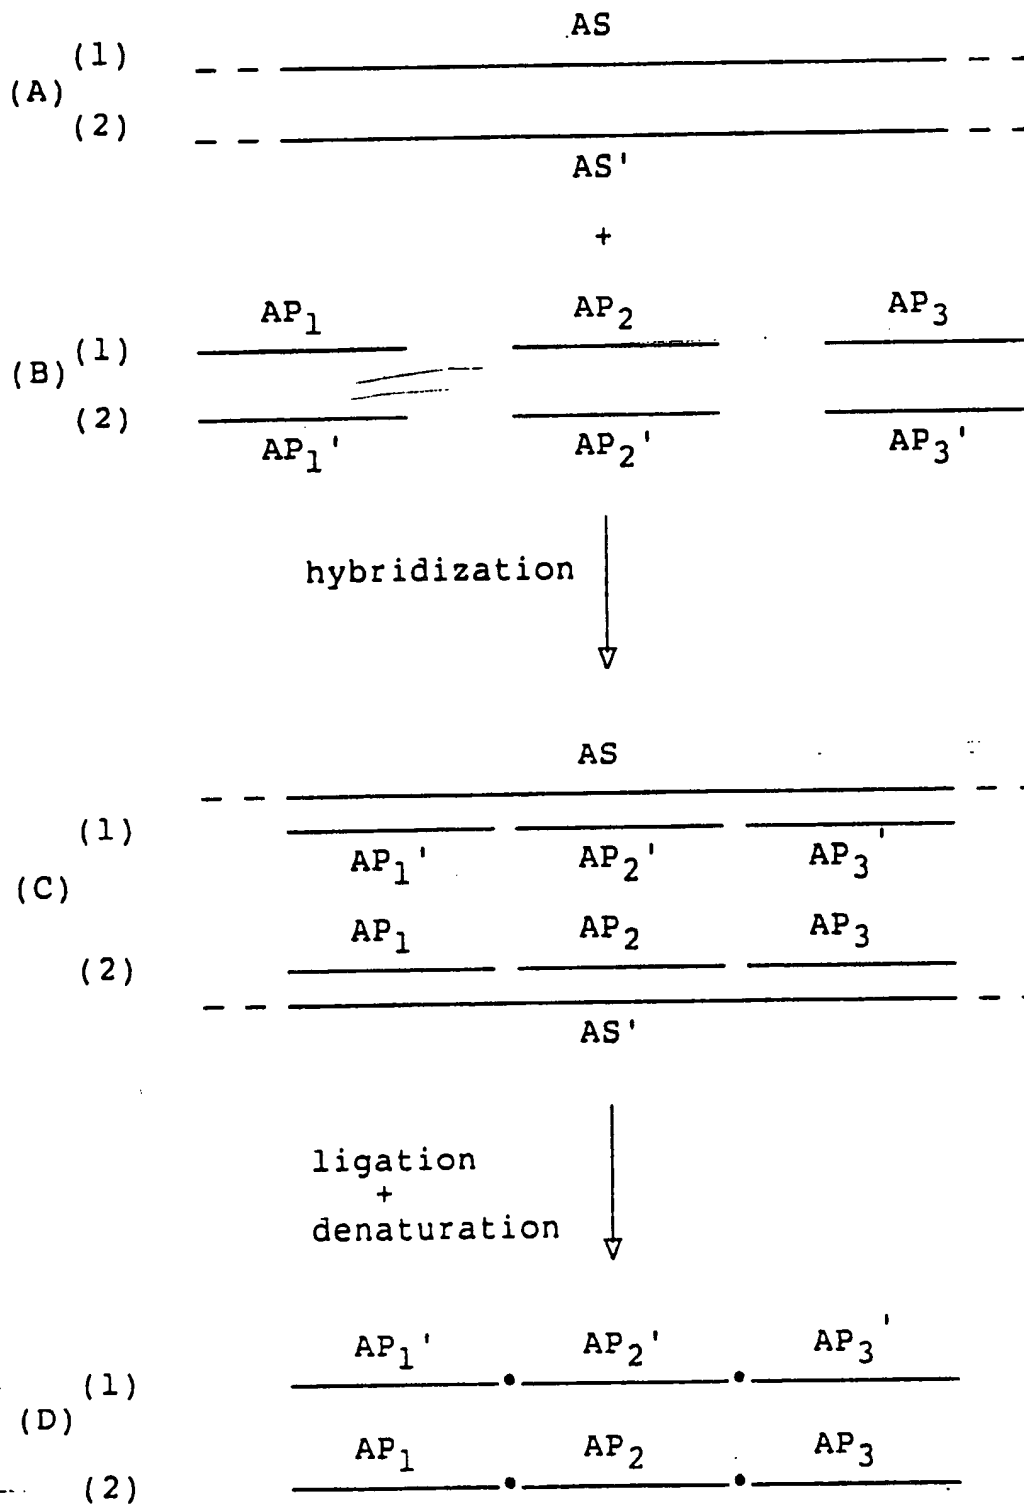 AS
(1)
(A)
(2)
AS'
+
AP1 AP2 AP3
(1)
(B)
(2)
AP1' AP2' AP3'
hybridization
AS
(1)
AP1' AP2' AP3'
(C)
AP1 AP2 AP3
(2)
AS'
ligation
+
denaturation
AP1' AP2' AP3'
(1)
(D)
AP1 AP2 AP3
(2)